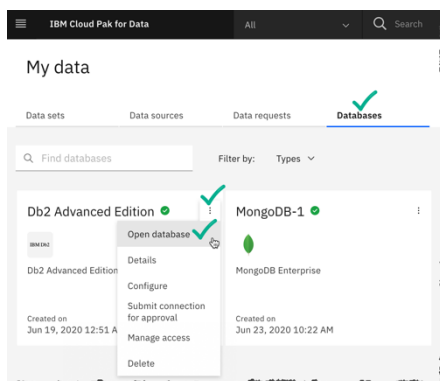 IBM Cloud Pak for Data
All
Search
My data
Data sets
Data sources
Data requests
Databases
Find databases
Filter by:
Types
Db2 Advanced Edition
IBM Db2
Db2 Advanced Edition
Created on
Jun 19, 2020 12:51 A
Open database
Details
Configure
Submit connection
for approval
Manage access
Delete
MongoDB-1
MongoDB Enterprise
Created on
Jun 23, 2020 10:22 AM